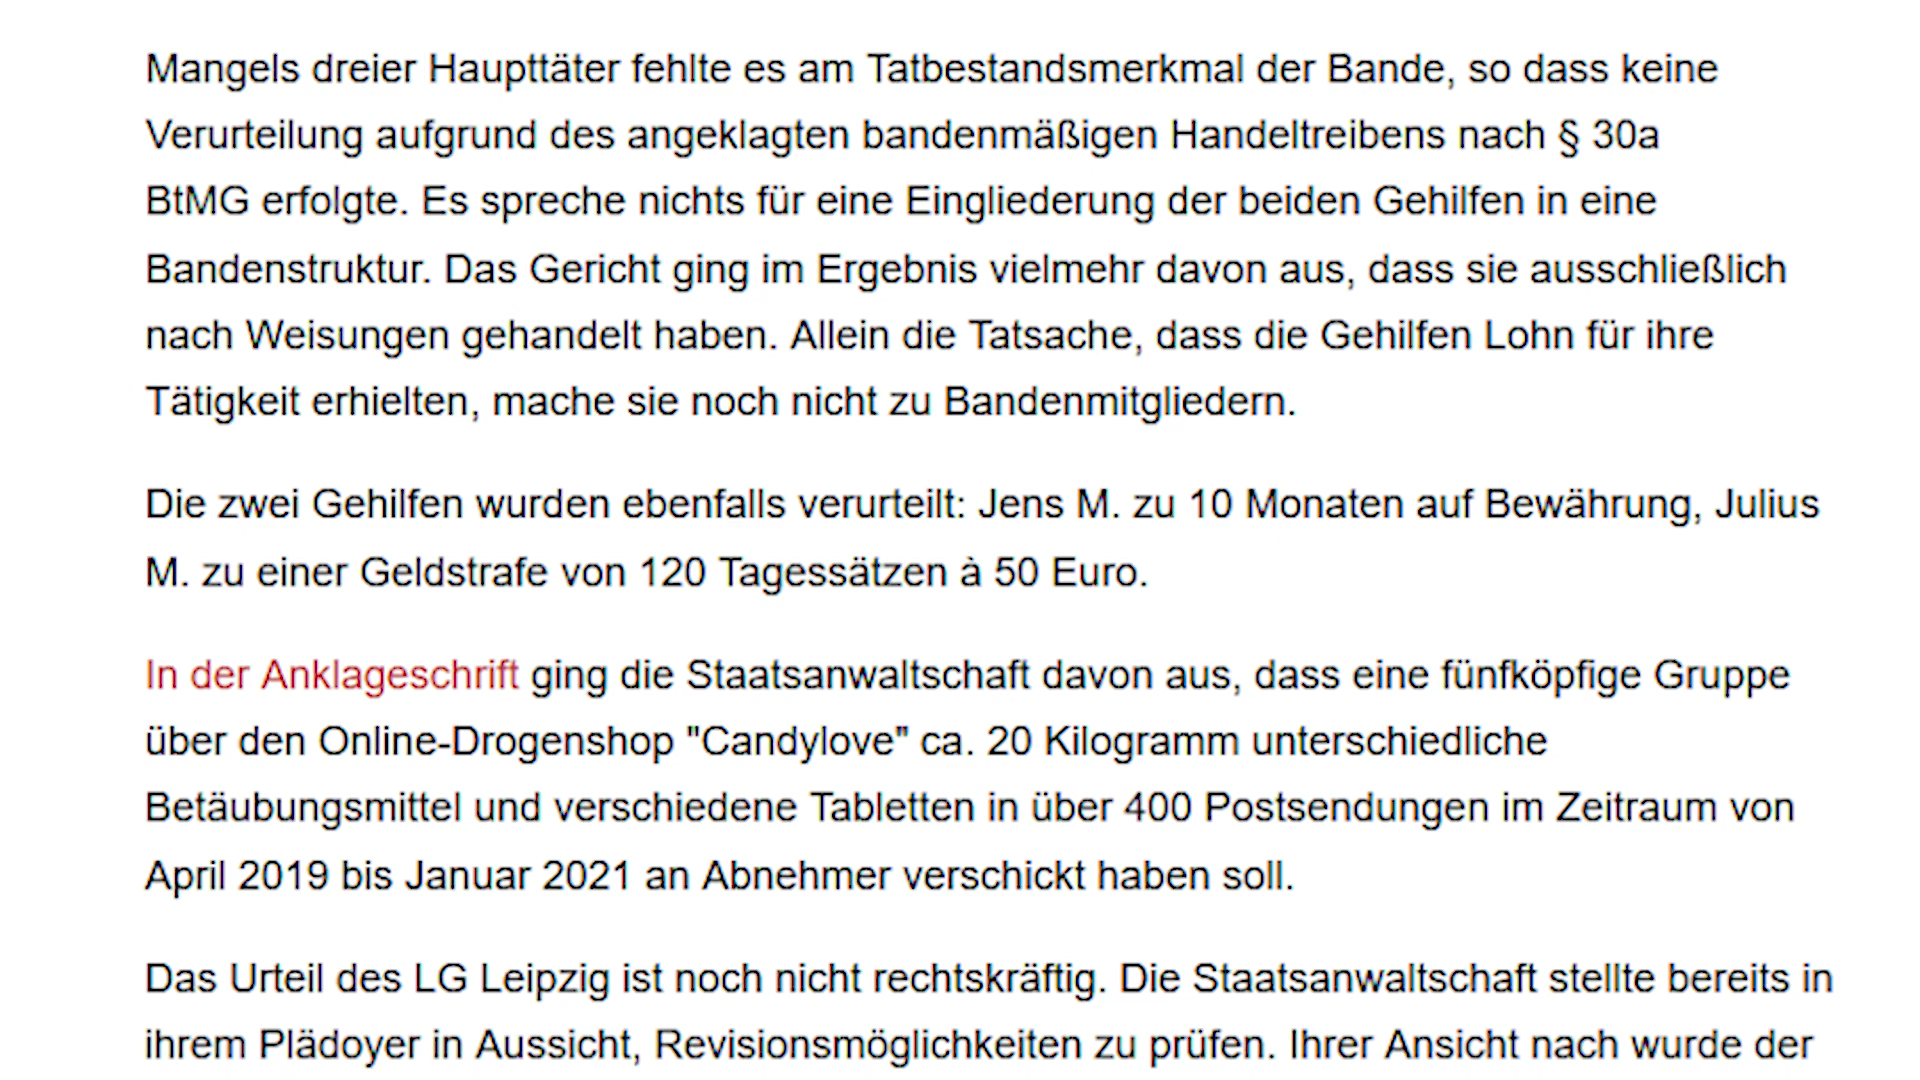 Mangels dreier Haupttäter fehlte es am Tatbestandsmerkmal der Bande, so dass keine
Verurteilung aufgrund des angeklagten bandenmäßigen Handeltreibens nach § 30a
BtMG erfolgte. Es spreche nichts für eine Eingliederung der beiden Gehilfen in eine
Bandenstruktur. Das Gericht ging im Ergebnis vielmehr davon aus, dass sie ausschließlich
nach Weisungen gehandelt haben. Allein die Tatsache, dass die Gehilfen Lohn für ihre
Tätigkeit erhielten, mache sie noch nicht zu Bandenmitgliedern.
Die zwei Gehilfen wurden ebenfalls verurteilt: Jens M. zu 10 Monaten auf Bewährung, Julius
M. zu einer Geldstrafe von 120 Tagessätzen à 50 Euro.
In der Anklageschrift ging die Staatsanwaltschaft davon aus, dass eine fünfköpfige Gruppe
über den Online-Drogenshop "Candylove" ca. 20 Kilogramm unterschiedliche
Betäubungsmittel und verschiedene Tabletten in über 400 Postsendungen im Zeitraum von
April 2019 bis Januar 2021 an Abnehmer verschickt haben soll.
Das Urteil des LG Leipzig ist noch nicht rechtskräftig. Die Staatsanwaltschaft stellte bereits in
ihrem Plädoyer in Aussicht, Revisionsmöglichkeiten zu prüfen. Ihrer Ansicht nach wurde der